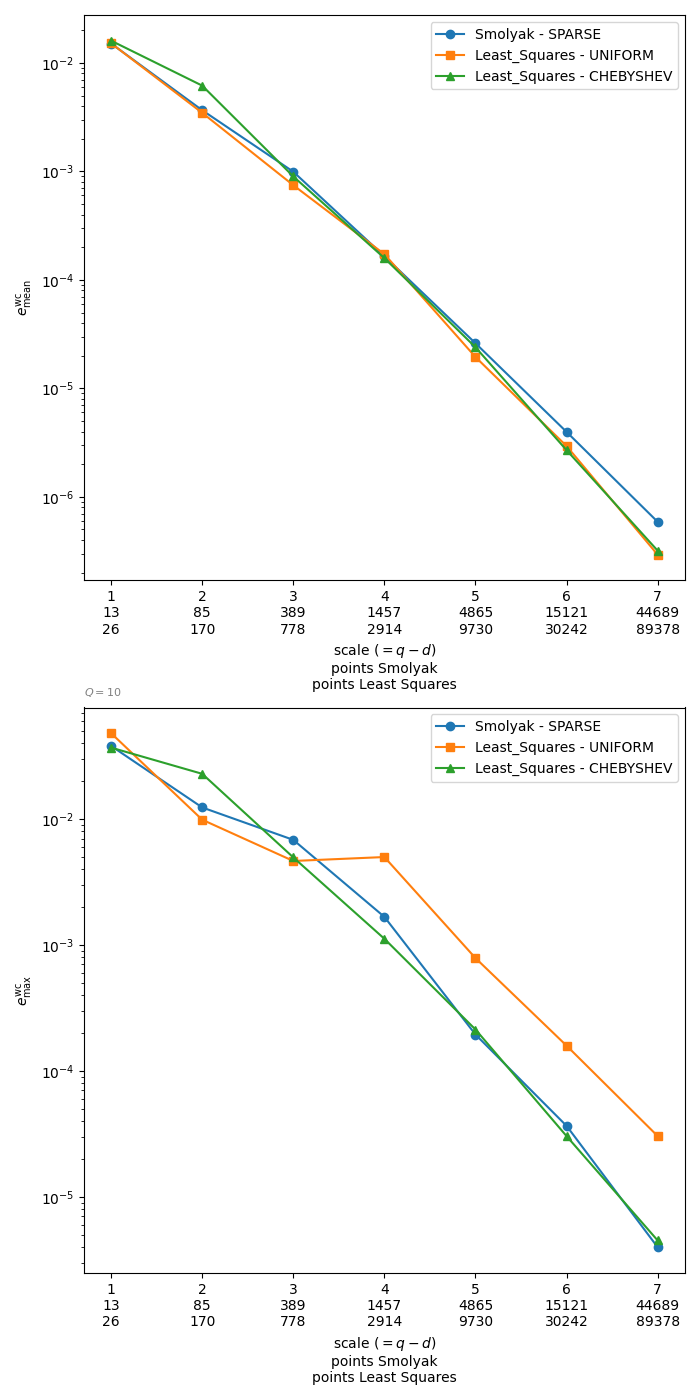 Smolyak - SPARSE
Least_Squares - UNIFORM
Least_Squares - CHEBYSHEV
10⁻²
10⁻³
10⁻⁴
10⁻⁵
10⁻⁶
e^wc_mean
1 2 3 4 5 6 7
13 85 389 1457 4865 15121 44689
26 170 778 2914 9730 30242 89378
scale (= q − d)
points Smolyak
points Least Squares
Q = 10
Smolyak - SPARSE
Least_Squares - UNIFORM
Least_Squares - CHEBYSHEV
10⁻²
10⁻³
10⁻⁴
10⁻⁵
e^wc_max
1 2 3 4 5 6 7
13 85 389 1457 4865 15121 44689
26 170 778 2914 9730 30242 89378
scale (= q − d)
points Smolyak
points Least Squares